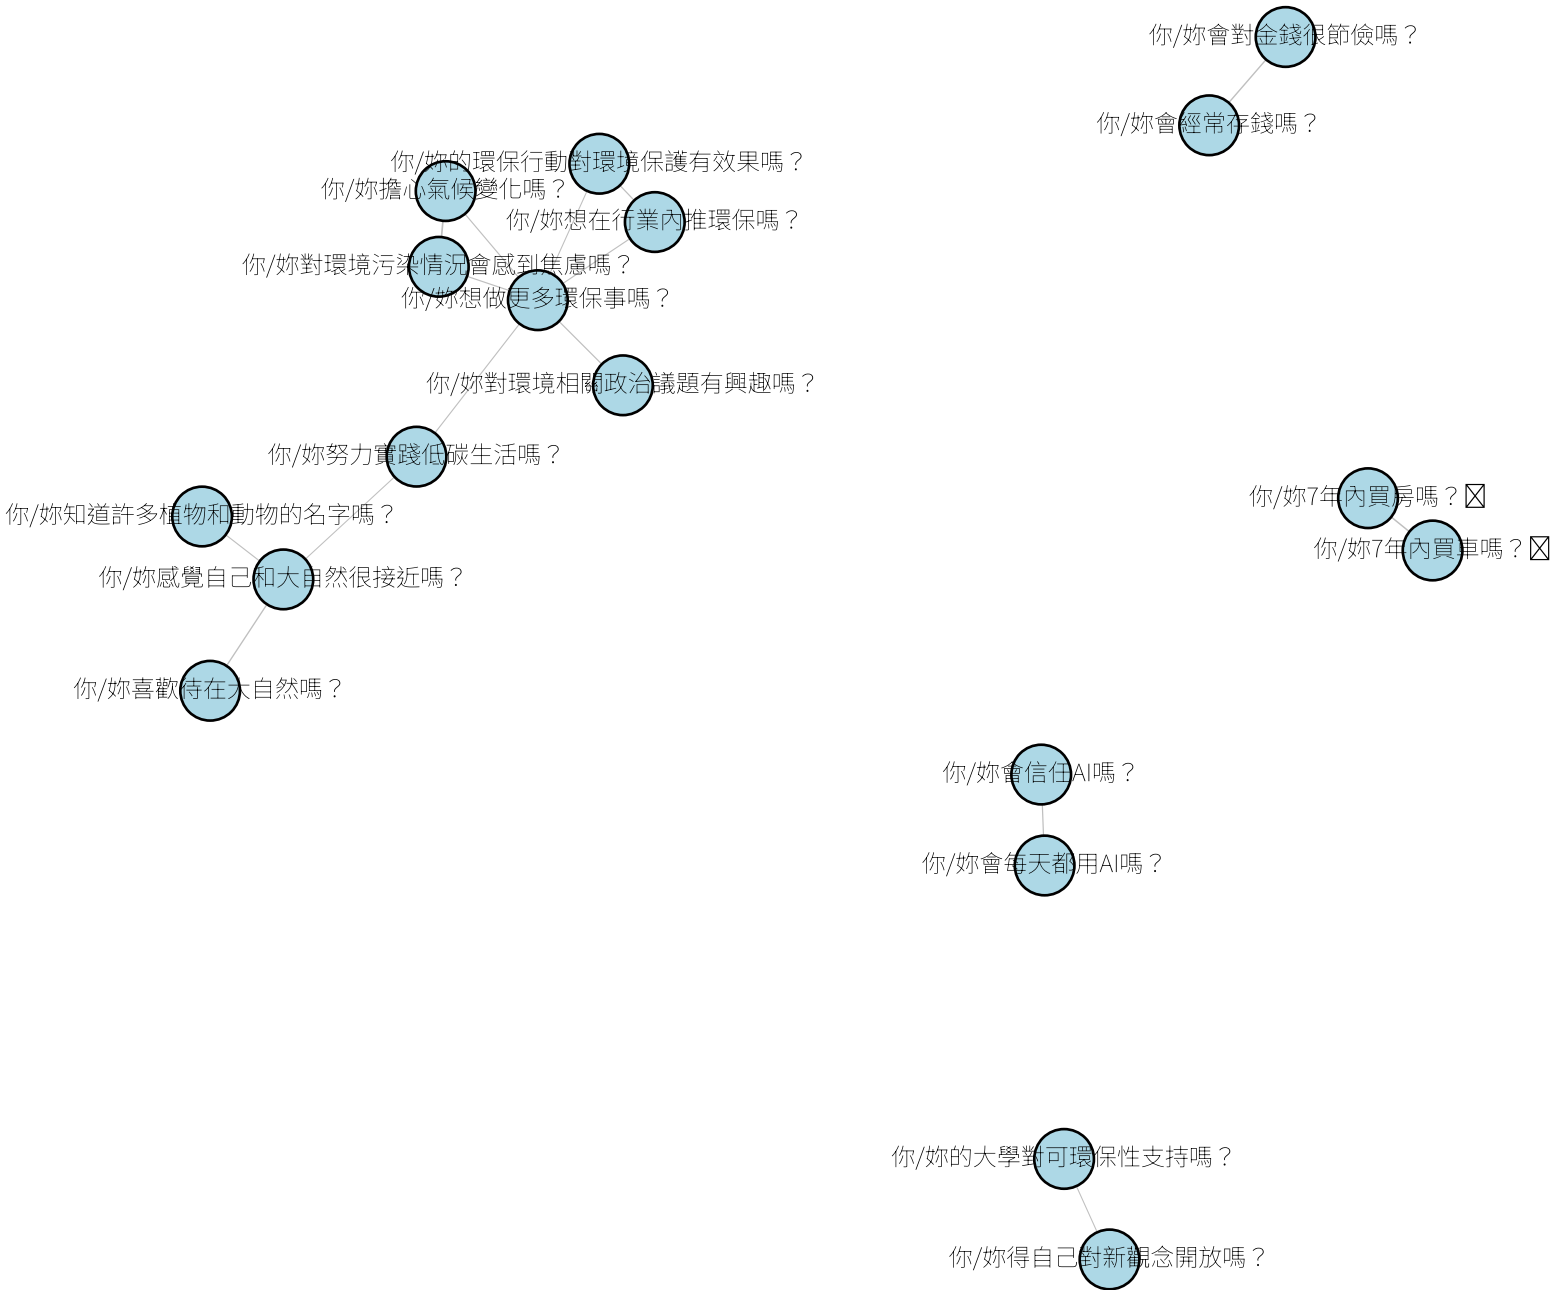 你/妳會對金錢很節儉嗎？
你/妳會經常存錢嗎？
你/妳的環保行動對環境保護有效果嗎？
你/妳擔心氣候變化嗎？
你/妳想在行業內推環保嗎？
你/妳對環境污染情況會感到焦慮嗎？
你/妳想做更多環保事嗎？
你/妳對環境相關政治議題有興趣嗎？
你/妳努力實踐低碳生活嗎？
你/妳7年內買房嗎？
你/妳知道許多植物和動物的名字嗎？
你/妳7年內買車嗎？
你/妳感覺自己和大自然很接近嗎？
你/妳喜歡待在大自然嗎？
你/妳會信任AI嗎？
你/妳會每天都用AI嗎？
你/妳的大學對可環保性支持嗎？
你/妳得自己對新觀念開放嗎？